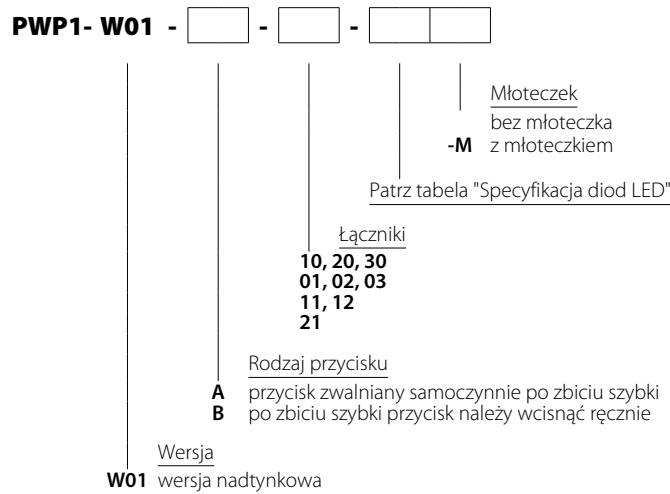 PWP1- W01 - - -
Młoteczek
bez młoteczka
-M z młoteczkiem
Patrz tabela "Specyfikacja diod LED"
Łączniki
10, 20, 30
01, 02, 03
11, 12
21
Rodzaj przycisku
A przycisk zwalniany samoczynnie po zbiciu szybki
B po zbiciu szybki przycisk należy wcisnąć ręcznie
Wersja
W01 wersja nadtynkowa